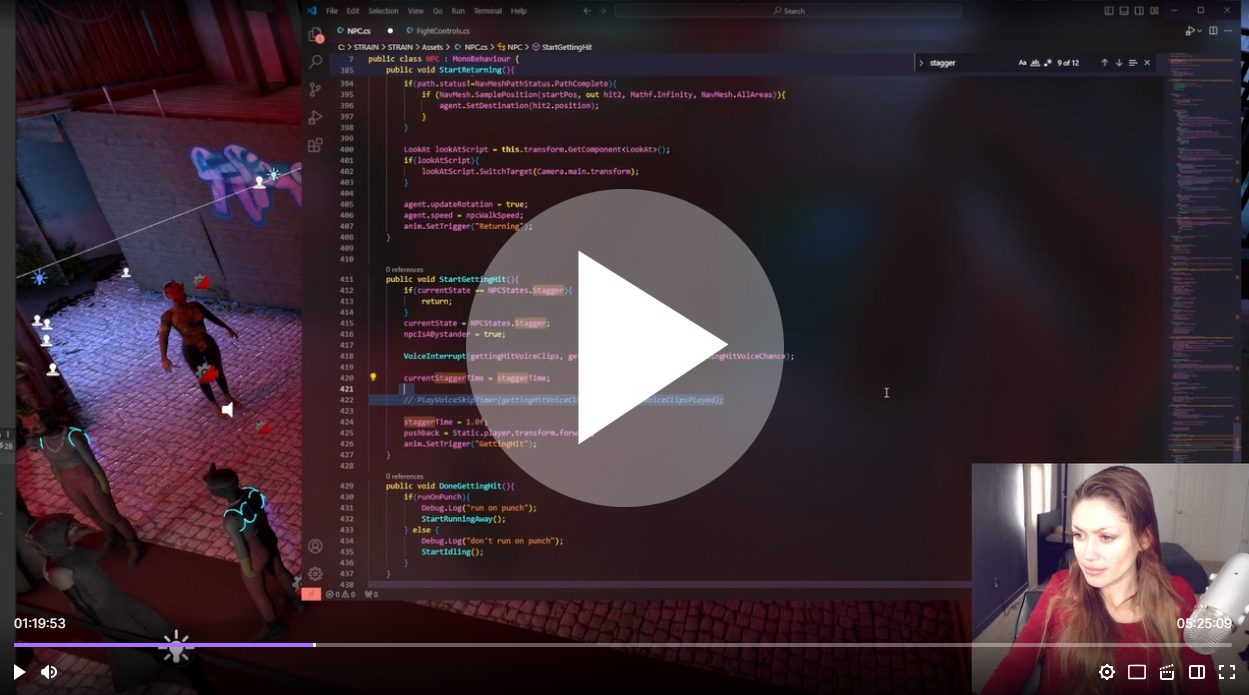 File Edit Selection View Go Run Terminal Help
Search
NPC.cs
FightControls.cs
C: > STRAIN > STRAIN > Assets > NPC.cs > NPC > StartGettingHit
stagger
Aa ab .* 9 of 12
7 public class NPC : MonoBehaviour {
385 public void StartReturning(){
394 if(path.status!=NavMeshPathStatus.PathComplete){
395 if (NavMesh.SamplePosition(startPos, out hit2, Mathf.Infinity, NavMesh.AllAreas)){
396 agent.SetDestination(hit2.position);
397 }
398 }
399
400 LookAt lookAtScript = this.transform.GetComponent<LookAt>();
401 if(lookAtScript){
402 lookAtScript.SwitchTarget(Camera.main.transform);
403 }
404
405 agent.updateRotation = true;
406 agent.speed = npcWalkSpeed;
407 anim.SetTrigger("Returning");
408 }
409
410
0 references
411 public void StartGettingHit(){
412 if(currentState == NPCStates.Stagger){
413 return;
414 }
415 currentState = NPCStates.Stagger;
416 npcIsABystander = true;
417
418 VoiceInterrupt(gettingHitVoiceClips, ngHitVoiceChance);
419
420 currentStaggerTime = staggerTime;
421
422 // PlayVoiceSkipTimer(gettingHitVoiceCl VoiceClipsPlayed);
423
424 staggerTime = 1.0f;
425 pushback = Static.player.transform.forw
426 anim.SetTrigger("GettingHit");
427 }
428
0 references
429 public void DoneGettingHit(){
430 if(runOnPunch){
431 Debug.Log("run on punch");
432 StartRunningAway();
433 } else {
434 Debug.Log("don't run on punch");
435 StartIdling();
436 }
437 }
438
0 0 0
01:19:53
05:25:09